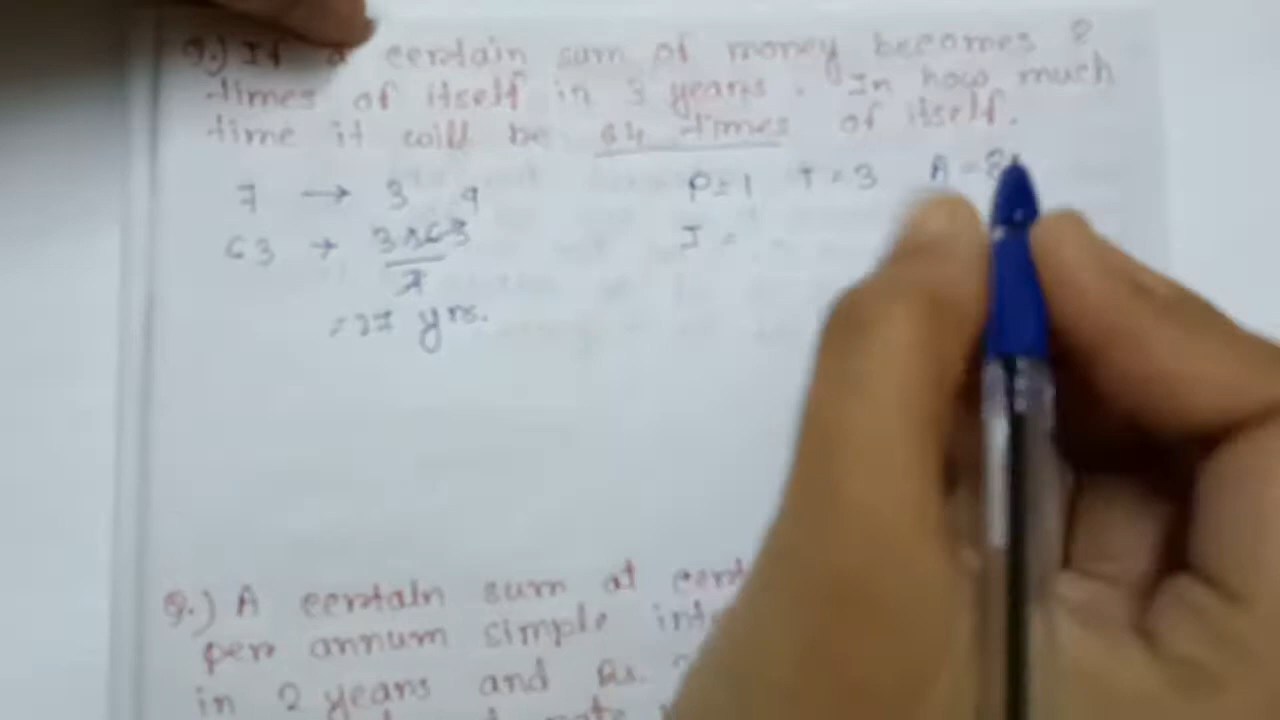 Q.) If a certain sum of money becomes 8
times of itself in 3 years. In how much
time it will be 64 times of itself.
7 → 3 9
P=1 T=3 A=8
63 → 3×63
7
I =
=27 yrs.
Q.) A certain sum at
per annum simple
in 2 years and Rs.